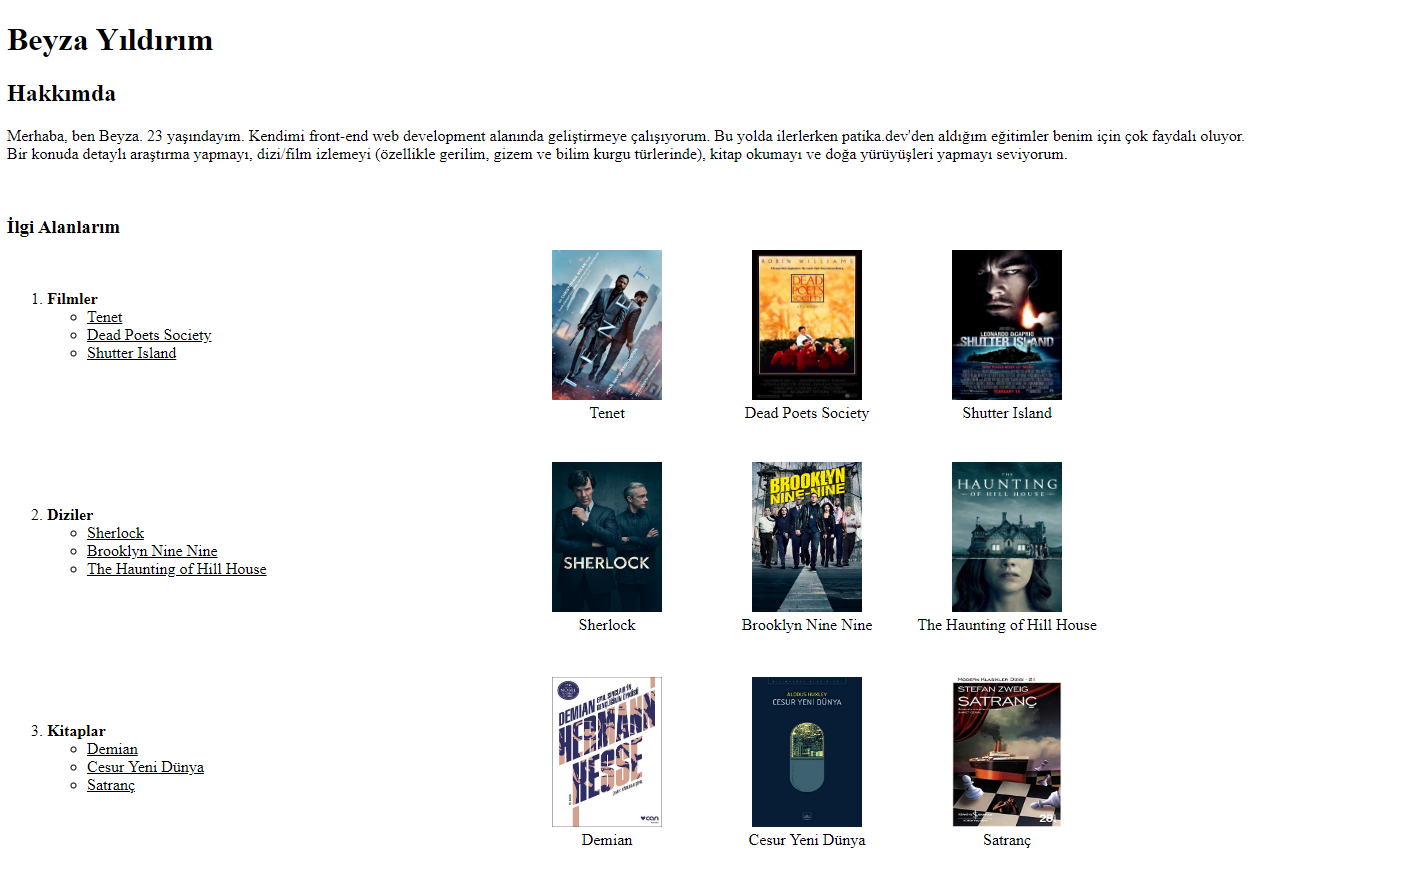 Beyza Yıldırım
Hakkımda
Merhaba, ben Beyza. 23 yaşındayım. Kendimi front-end web development alanında geliştirmeye çalışıyorum. Bu yolda ilerlerken patika.dev'den aldığım eğitimler benim için çok faydalı oluyor.
Bir konuda detaylı araştırma yapmayı, dizi/film izlemeyi (özellikle gerilim, gizem ve bilim kurgu türlerinde), kitap okumayı ve doğa yürüyüşleri yapmayı seviyorum.
İlgi Alanlarım
1. Filmler
Tenet
Dead Poets Society
Shutter Island
TENET
ROBIN WILLIAMS
DEAD
POETS
SOCIETY
LEONARDO DiCAPRIO
SHUTTER ISLAND
Tenet
Dead Poets Society
Shutter Island
2. Diziler
Sherlock
Brooklyn Nine Nine
The Haunting of Hill House
SHERLOCK
BROOKLYN
NINE-NINE
THE
HAUNTING
OF HILL HOUSE
Sherlock
Brooklyn Nine Nine
The Haunting of Hill House
3. Kitaplar
Demian
Cesur Yeni Dünya
Satranç
DEMIAN
HERMANN
HESSE
can
ALDOUS HUXLEY
CESUR YENİ DÜNYA
MODERN KLASİKLER DİZİSİ - 21
STEFAN ZWEIG
SATRANÇ
Demian
Cesur Yeni Dünya
Satranç